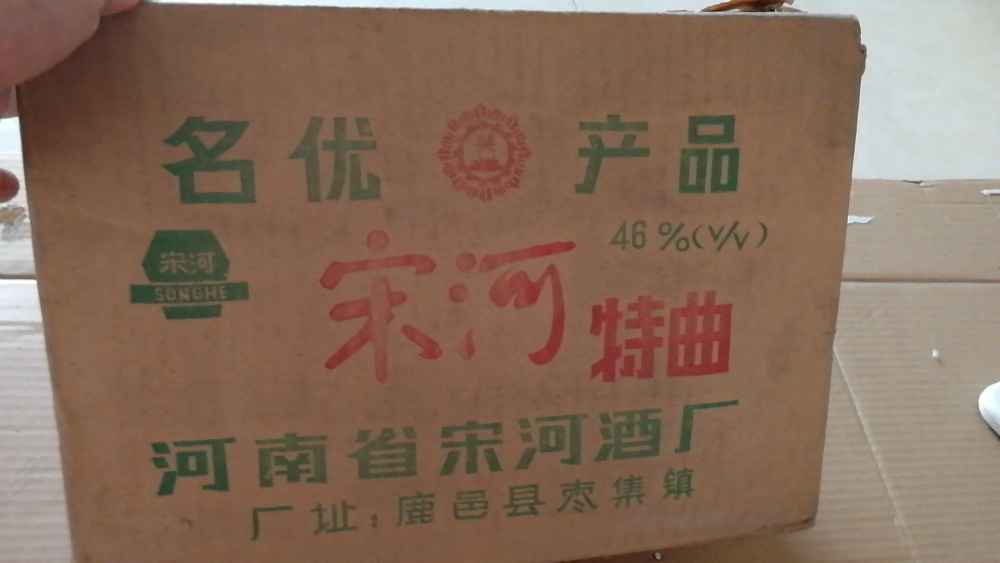 名优产品
46%(V/V)
宋河
SONGHE
宋河特曲
河南省宋河酒厂
厂址：鹿邑县枣集镇